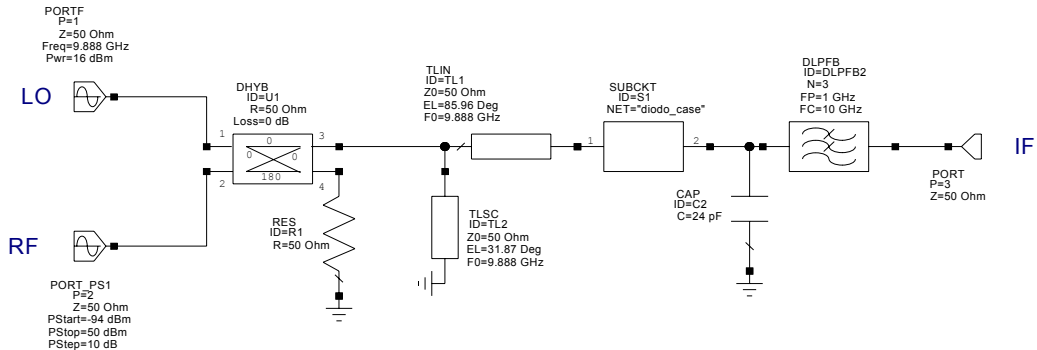 PORTF
P=1
Z=50 Ohm
Freq=9.888 GHz
Pwr=16 dBm
LO
DHYB
ID=U1
R=50 Ohm
Loss=0 dB
1
2
3
4
0
0
0
180
RF
PORT_PS1
P=2
Z=50 Ohm
PStart=-94 dBm
PStop=50 dBm
PStep=10 dB
RES
ID=R1
R=50 Ohm
TLIN
ID=TL1
Z0=50 Ohm
EL=85.96 Deg
F0=9.888 GHz
TLSC
ID=TL2
Z0=50 Ohm
EL=31.87 Deg
F0=9.888 GHz
SUBCKT
ID=S1
NET="diodo_case"
1
2
CAP
ID=C2
C=24 pF
DLPFB
ID=DLPFB2
N=3
FP=1 GHz
FC=10 GHz
PORT
P=3
Z=50 Ohm
IF